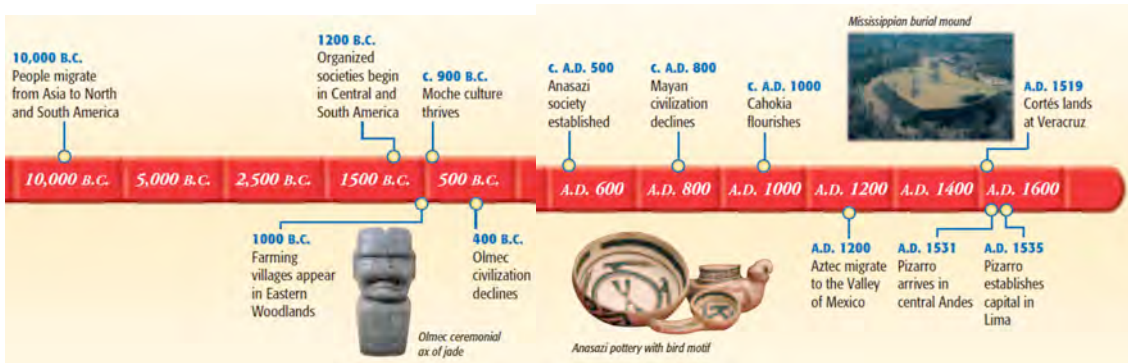 10,000 B.C.
People migrate
from Asia to North
and South America
1200 B.C.
Organized
societies begin
in Central and
South America
c. 900 B.C.
Moche culture
thrives
c. A.D. 500
Anasazi
society
established
c. A.D. 800
Mayan
civilization
declines
c. A.D. 1000
Cahokia
flourishes
Mississippian burial mound
A.D. 1519
Cortés lands
at Veracruz
10,000 B.C.
5,000 B.C.
2,500 B.C.
1500 B.C.
500 B.C.
A.D. 600
A.D. 800
A.D. 1000
A.D. 1200
A.D. 1400
A.D. 1600
1000 B.C.
Farming
villages appear
in Eastern
Woodlands
Olmec ceremonial
ax of jade
400 B.C.
Olmec
civilization
declines
Anasazi pottery with bird motif
A.D. 1200
Aztec migrate
to the Valley
of Mexico
A.D. 1531
Pizarro
arrives in
central Andes
A.D. 1535
Pizarro
establishes
capital in
Lima